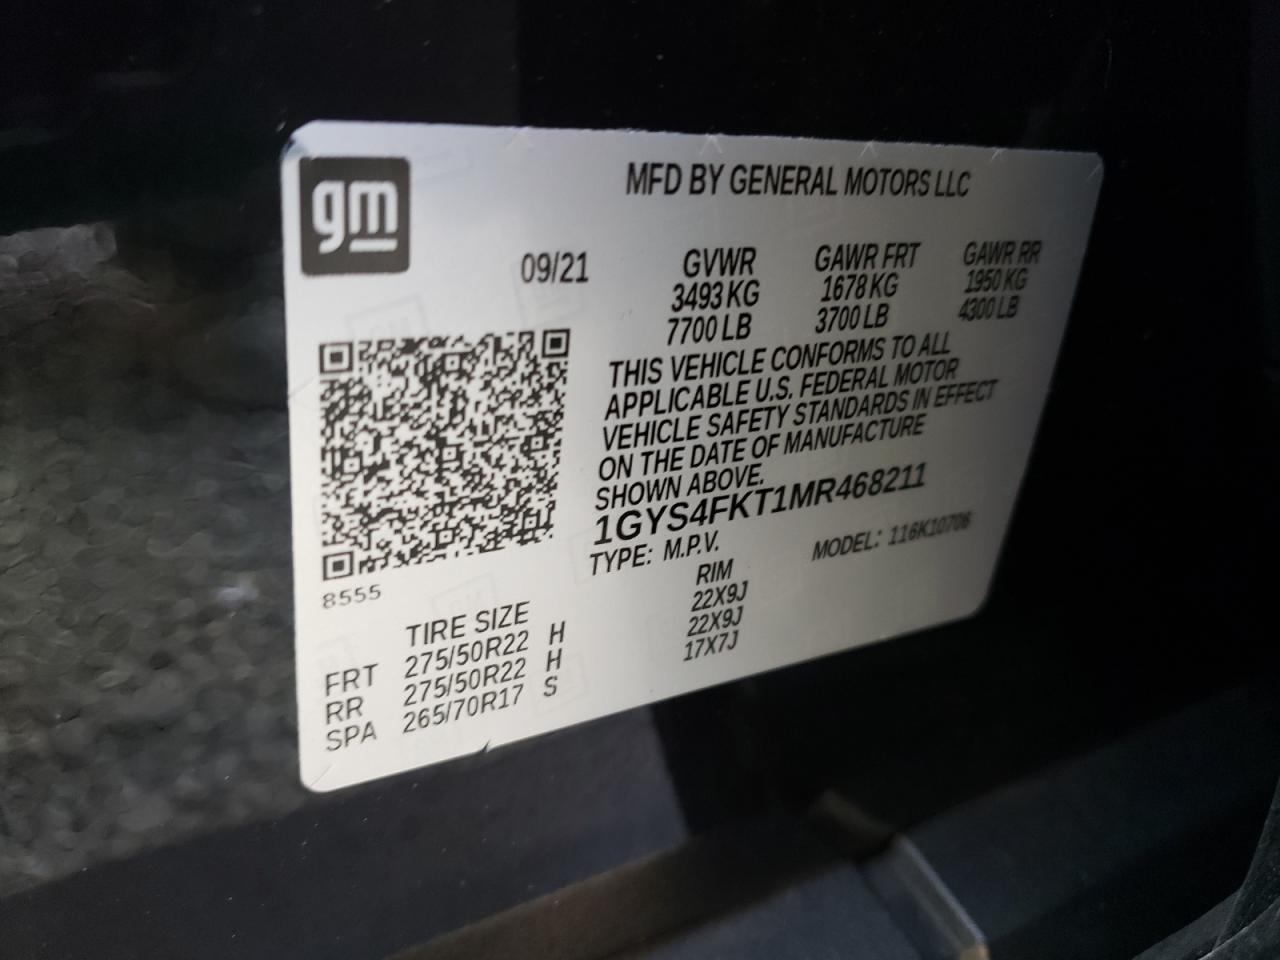 gm
MFD BY GENERAL MOTORS LLC
09/21 GVWR GAWR FRT GAWR RR
3493 KG 1678 KG 1950 KG
7700 LB 3700 LB 4300 LB
THIS VEHICLE CONFORMS TO ALL
APPLICABLE U.S. FEDERAL MOTOR
VEHICLE SAFETY STANDARDS IN EFFECT
ON THE DATE OF MANUFACTURE
SHOWN ABOVE.
1GYS4FKT1MR468211
TYPE: M.P.V. MODEL: 116K10706
8555
TIRE SIZE RIM
FRT 275/50R22 H 22X9J
RR 275/50R22 H 22X9J
SPA 265/70R17 S 17X7J